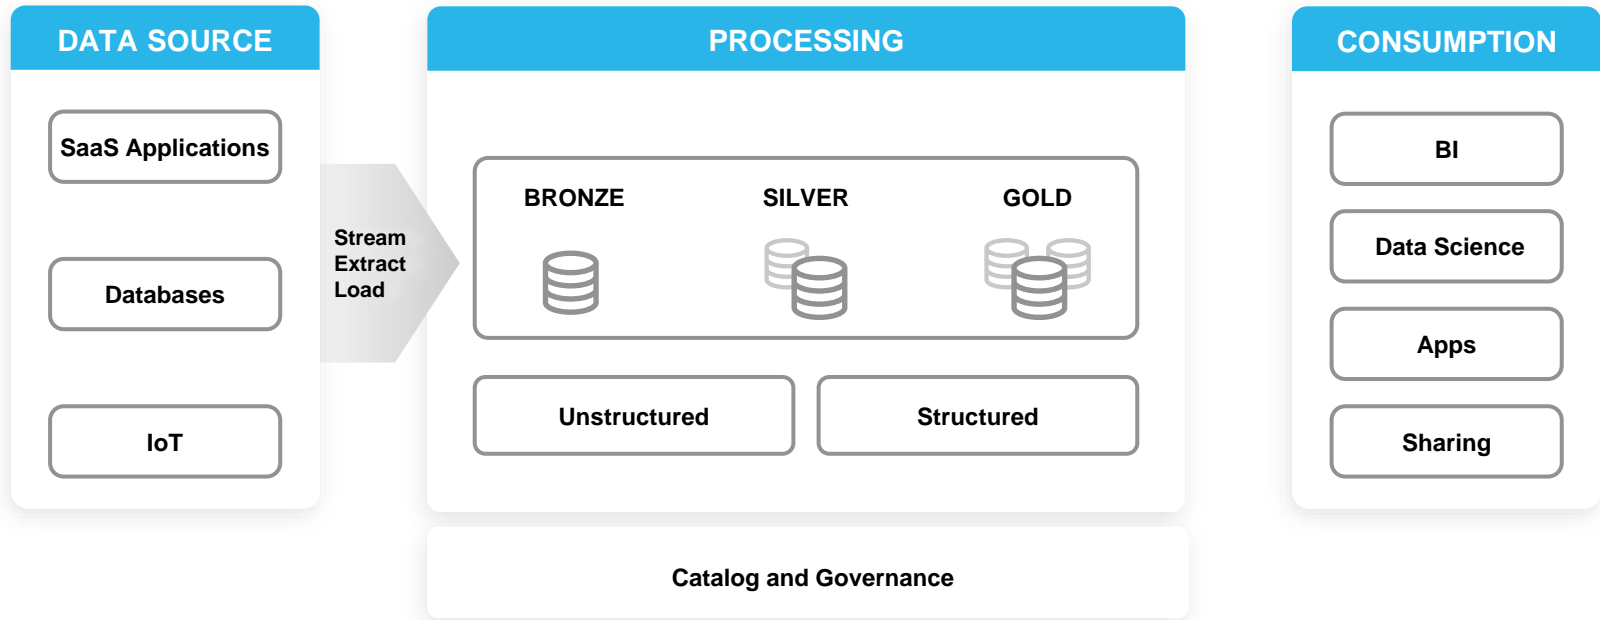 DATA SOURCE
SaaS Applications
Databases
IoT
Stream
Extract
Load
PROCESSING
BRONZE
SILVER
GOLD
Unstructured
Structured
Catalog and Governance
CONSUMPTION
BI
Data Science
Apps
Sharing